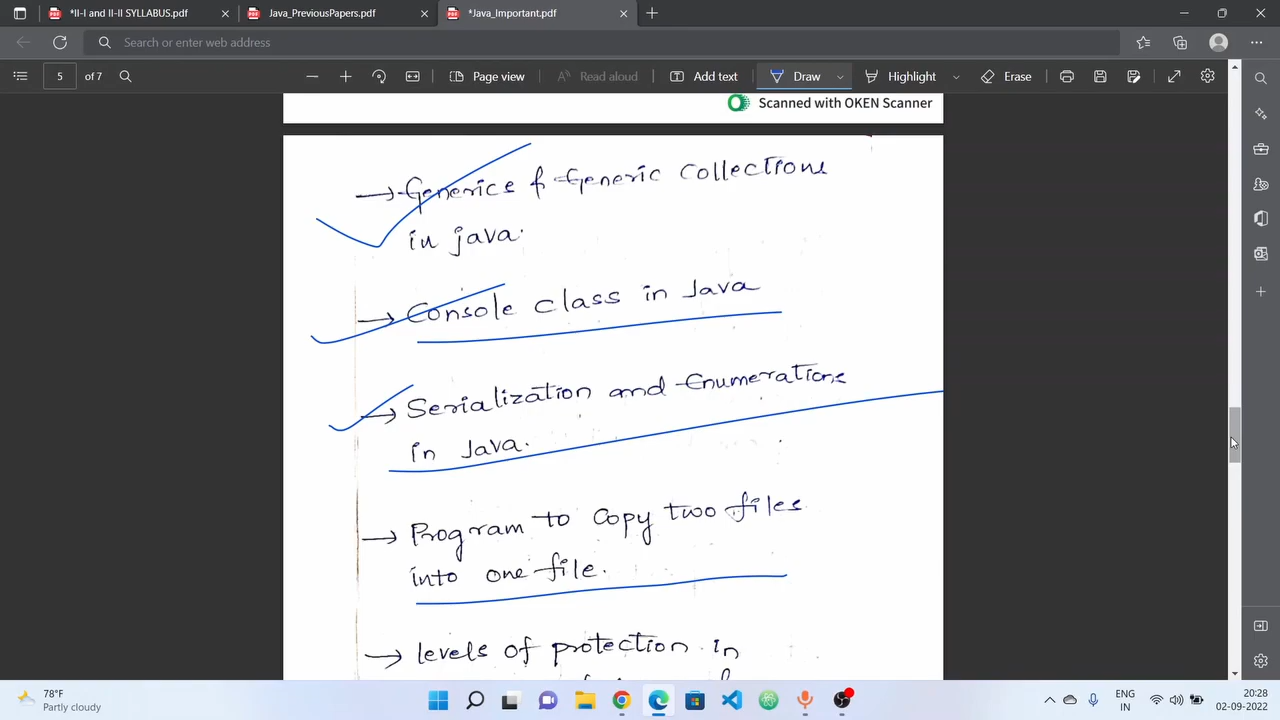 *II-I and II-II SYLLABUS.pdf
Java_PreviousPapers.pdf
*Java_Important.pdf
Search or enter web address
5 of 7
Page view
Read aloud
Add text
Draw
Highlight
Erase
Scanned with OKEN Scanner
→ Generics & Generic Collections
in java.
→ Console class in Java
→ Serialization and Enumerations
in Java.
→ Program to Copy two files
into one file.
→ levels of protection in
78°F
Partly cloudy
ENG
IN
20:28
02-09-2022